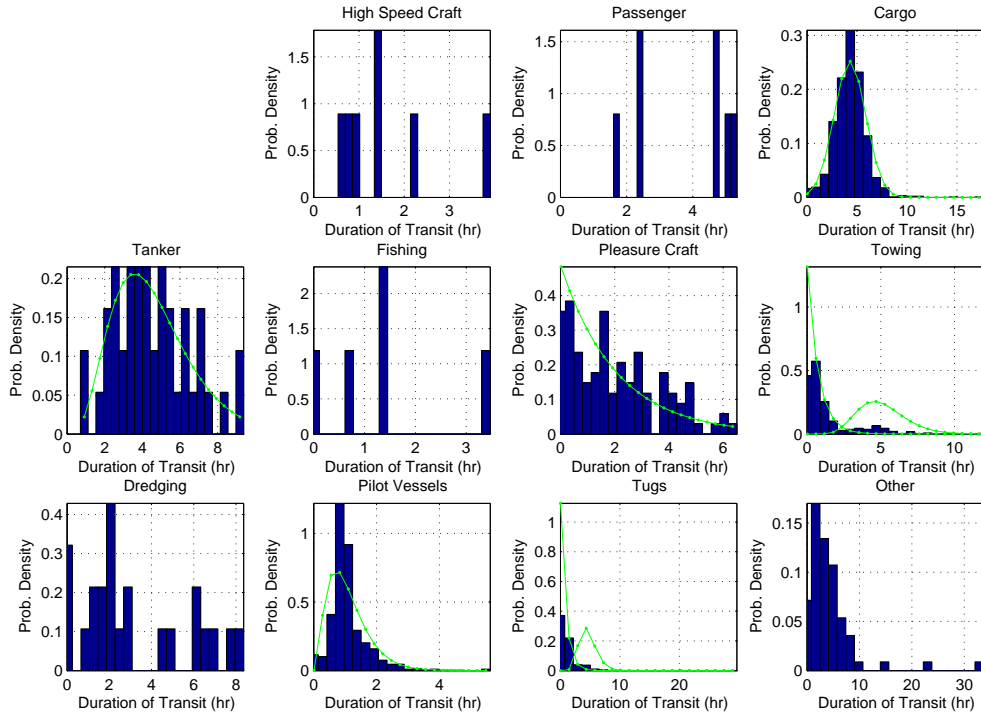 High Speed Craft
Prob. Density
1.5
1
0.5
0
0 1 2 3
Duration of Transit (hr)
Passenger
Prob. Density
1.5
1
0.5
0
0 2 4
Duration of Transit (hr)
Cargo
Prob. Density
0.3
0.2
0.1
0
0 5 10 15
Duration of Transit (hr)
Tanker
Prob. Density
0.2
0.15
0.1
0.05
0
0 2 4 6 8
Duration of Transit (hr)
Fishing
Prob. Density
2
1.5
1
0.5
0
0 1 2 3
Duration of Transit (hr)
Pleasure Craft
Prob. Density
0.4
0.3
0.2
0.1
0
0 2 4 6
Duration of Transit (hr)
Towing
Prob. Density
1
0.5
0
0 5 10
Duration of Transit (hr)
Dredging
Prob. Density
0.4
0.3
0.2
0.1
0
0 2 4 6 8
Duration of Transit (hr)
Pilot Vessels
Prob. Density
1
0.5
0
0 2 4
Duration of Transit (hr)
Tugs
Prob. Density
1
0.8
0.6
0.4
0.2
0
0 10 20
Duration of Transit (hr)
Other
Prob. Density
0.15
0.1
0.05
0
0 10 20 30
Duration of Transit (hr)